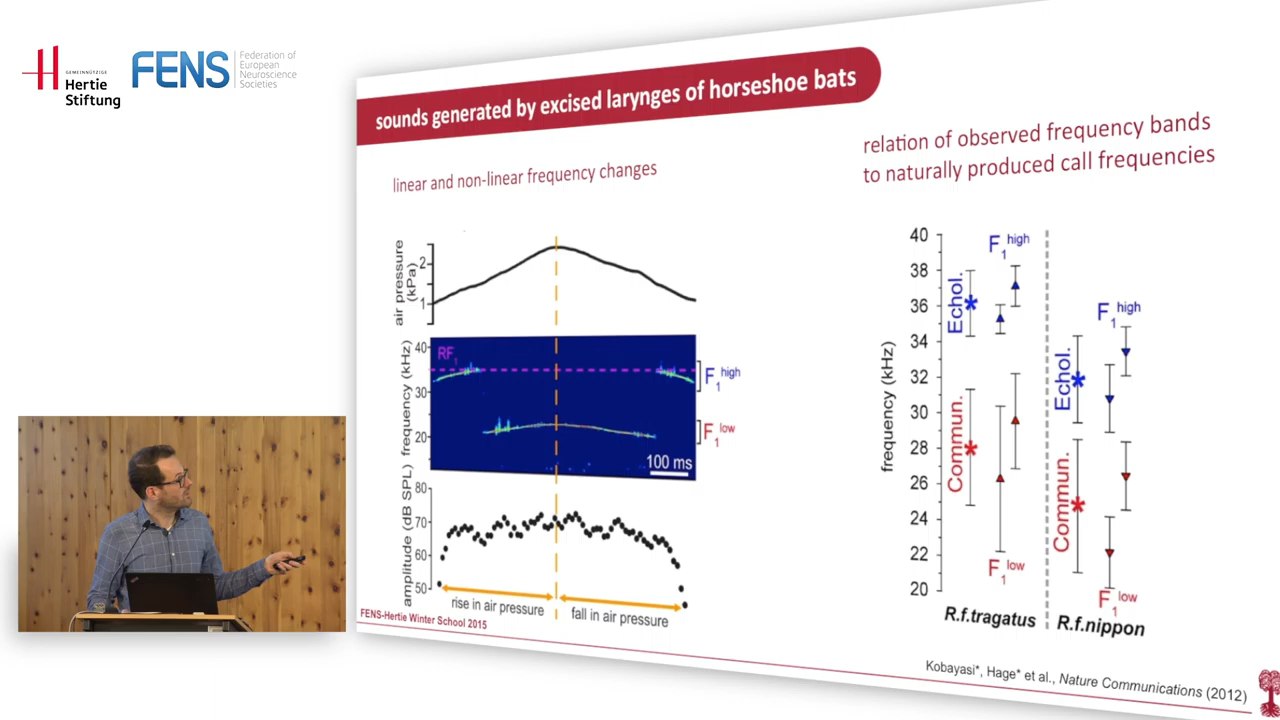 GEMEINNÜTZIGE
Hertie
Stiftung
FENS
Federation of
European
Neuroscience
Societies
sounds generated by excised larynges of horseshoe bats
linear and non-linear frequency changes
relation of observed frequency bands
to naturally produced call frequencies
air pressure
(kPa)
2
1
frequency (kHz)
40
30
20
RF1
F1 high
F1 low
100 ms
amplitude (dB SPL)
80
70
60
50
rise in air pressure
fall in air pressure
frequency (kHz)
40
38
36
34
32
30
28
26
24
22
20
Echol.
Commun.
F1 high
F1 low
Echol.
Commun.
F1 high
F1 low
R.f.tragatus
R.f.nippon
FENS-Hertie Winter School 2015
Kobayasi*, Hage* et al., Nature Communications (2012)